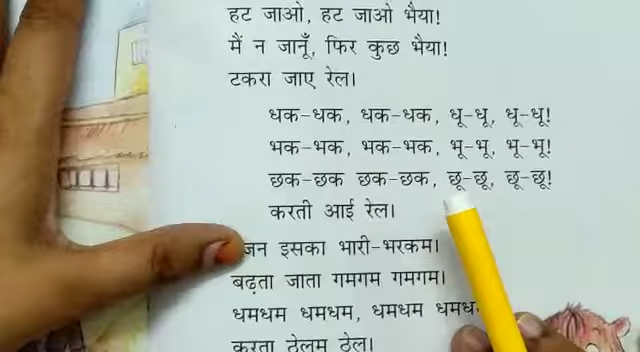 हट जाओ, हट जाओ भैया!
मैं न जानूँ, फिर कुछ भैया!
टकरा जाए रेल।
धक-धक, धक-धक, धू-धू, धू-धू!
भक-भक, भक-भक, भू-भू, भू-भू!
छक-छक छक-छक, छू-छू, छू-छू!
करती आई रेल।
इसका भारी-भरकम।
बढ़ता जाता गमगम गमगम।
धमधम धमधम, धमधम
करता ठेलम ठेल।